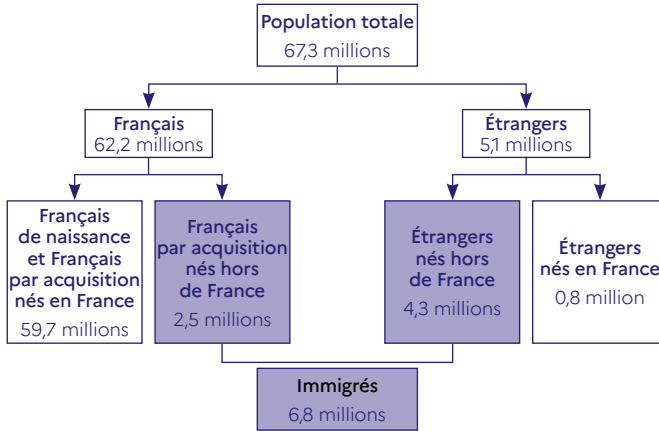 Population totale
67,3 millions
Français
62,2 millions
Étrangers
5,1 millions
Français
de naissance
et Français
par acquisition
nés en France
59,7 millions
Français
par acquisition
nés hors
de France
2,5 millions
Étrangers
nés hors
de France
4,3 millions
Étrangers
nés en France
0,8 million
Immigrés
6,8 millions